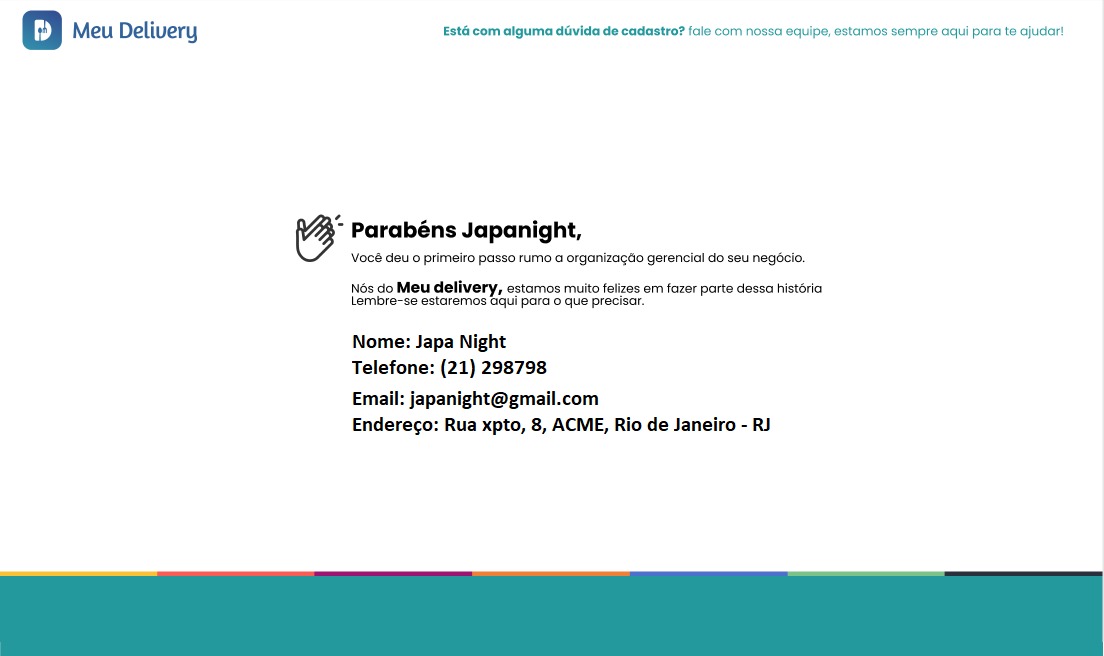 Meu Delivery
Está com alguma dúvida de cadastro? fale com nossa equipe, estamos sempre aqui para te ajudar!
Parabéns Japanight,
Você deu o primeiro passo rumo a organização gerencial do seu negócio.
Nós do Meu delivery, estamos muito felizes em fazer parte dessa história
Lembre-se estaremos aqui para o que precisar.
Nome: Japa Night
Telefone: (21) 298798
Email: japanight@gmail.com
Endereço: Rua xpto, 8, ACME, Rio de Janeiro - RJ